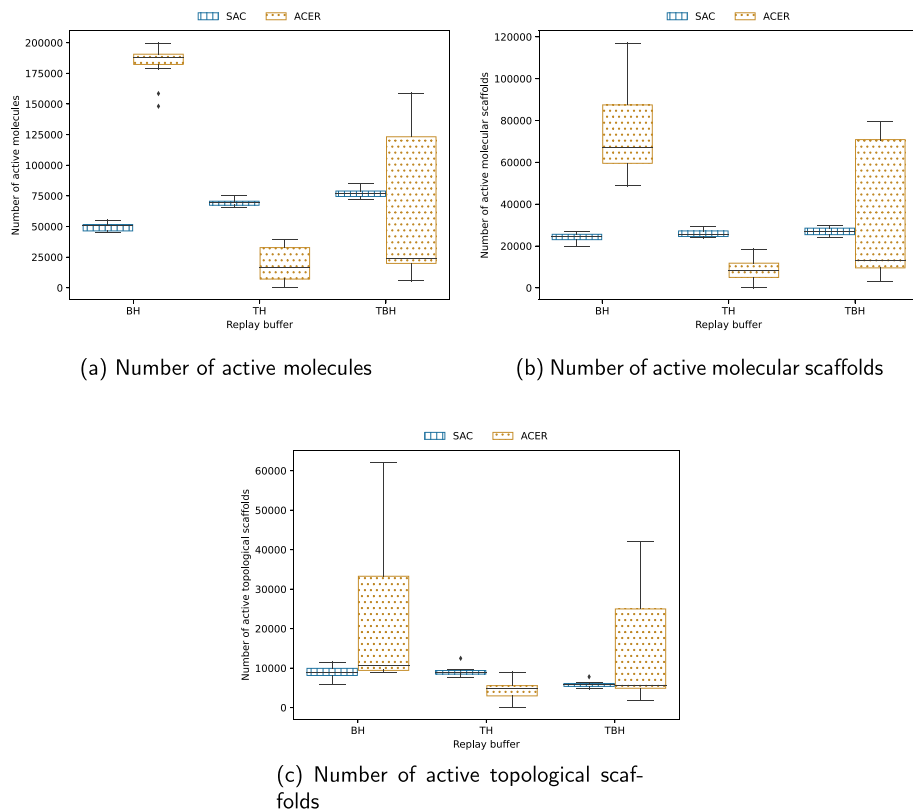 SAC ACER
200000
175000
150000
125000
100000
75000
50000
25000
0
Number of active molecules
BH TH TBH
Replay buffer
(a) Number of active molecules
SAC ACER
120000
100000
80000
60000
40000
20000
0
Number of active molecular scaffolds
BH TH TBH
Replay buffer
(b) Number of active molecular scaffolds
SAC ACER
60000
50000
40000
30000
20000
10000
0
Number of active topological scaffolds
BH TH TBH
Replay buffer
(c) Number of active topological scaf-
folds